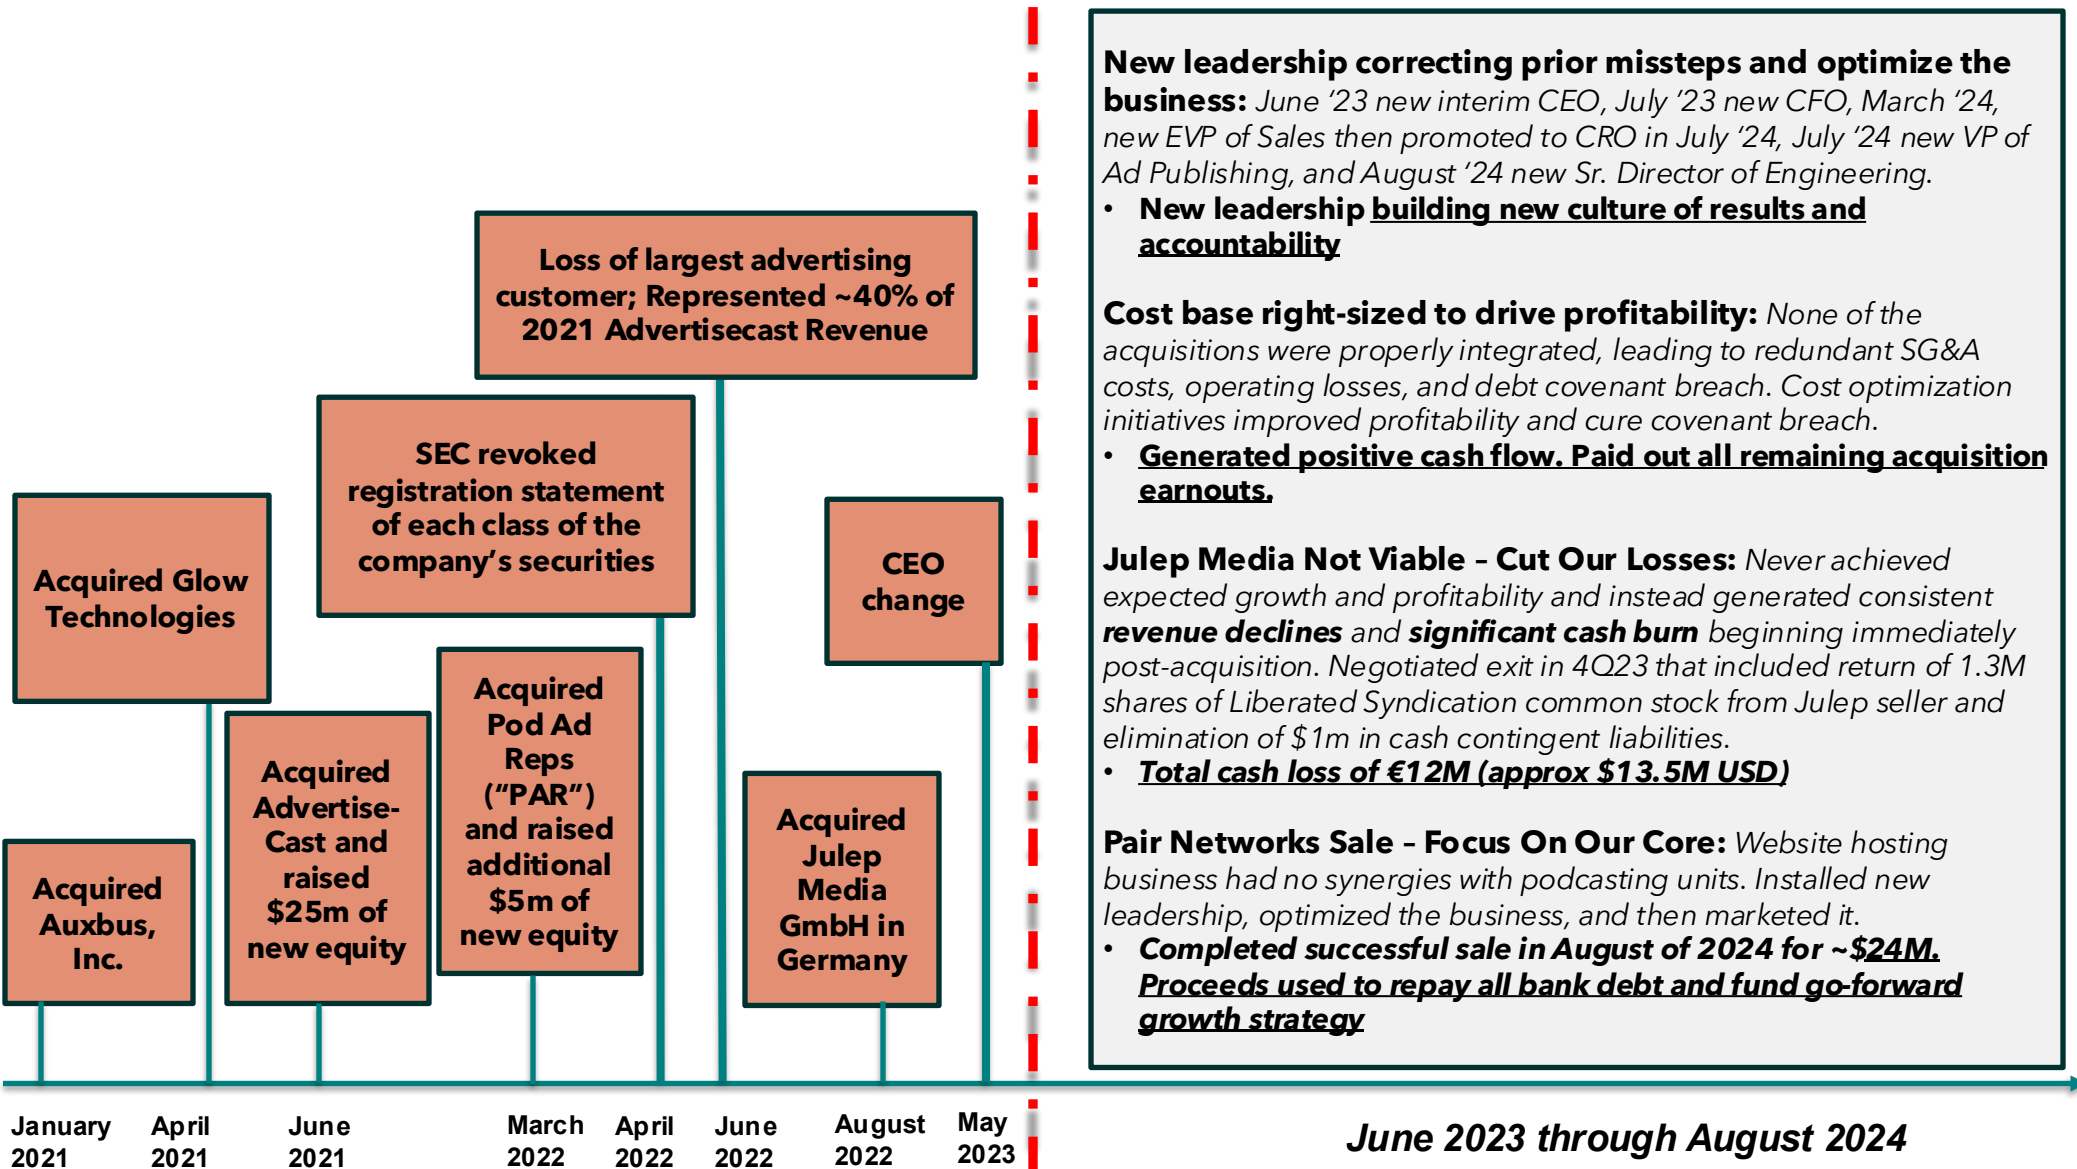 Loss of largest advertising
customer; Represented ~40% of
2021 Advertisecast Revenue
SEC revoked
registration statement
of each class of the
company’s securities
Acquired Glow
Technologies
CEO
change
Acquired
Pod Ad
Reps
(“PAR”)
and raised
additional
$5m of
new equity
Acquired
Advertise-
Cast and
raised
$25m of
new equity
Acquired
Julep
Media
GmbH in
Germany
Acquired
Auxbus,
Inc.
January
2021
April
2021
June
2021
March
2022
April
2022
June
2022
August
2022
May
2023
New leadership correcting prior missteps and optimize the
business: June ‘23 new interim CEO, July ’23 new CFO, March ‘24,
new EVP of Sales then promoted to CRO in July ‘24, July ‘24 new VP of
Ad Publishing, and August ‘24 new Sr. Director of Engineering.
• New leadership building new culture of results and
accountability
Cost base right-sized to drive profitability: None of the
acquisitions were properly integrated, leading to redundant SG&A
costs, operating losses, and debt covenant breach. Cost optimization
initiatives improved profitability and cure covenant breach.
• Generated positive cash flow. Paid out all remaining acquisition
earnouts.
Julep Media Not Viable – Cut Our Losses: Never achieved
expected growth and profitability and instead generated consistent
revenue declines and significant cash burn beginning immediately
post-acquisition. Negotiated exit in 4Q23 that included return of 1.3M
shares of Liberated Syndication common stock from Julep seller and
elimination of $1m in cash contingent liabilities.
• Total cash loss of €12M (approx $13.5M USD)
Pair Networks Sale – Focus On Our Core: Website hosting
business had no synergies with podcasting units. Installed new
leadership, optimized the business, and then marketed it.
• Completed successful sale in August of 2024 for ~$24M.
Proceeds used to repay all bank debt and fund go-forward
growth strategy
June 2023 through August 2024